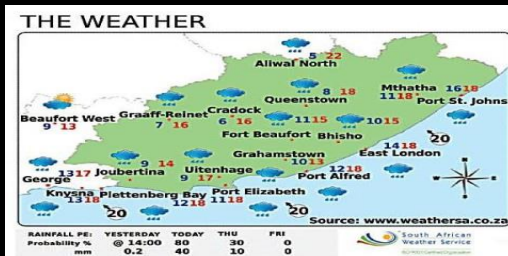 THE WEATHER
5 22
Aliwal North
8 18
Queenstown
Mthatha
11 18
16 18
Port St. Johns
Beaufort West
9 13
Graaff-Reinet
7 16
Cradock
6 16
11 15
Fort Beaufort
10 15
Bhisho
20
14 18
East London
Grahamstown
10 13
12 18
Port Alfred
13 17
George
9 14
Joubertina
Uitenhage
9 17
Knysna
13 18
Plettenberg Bay
12 18
Port Elizabeth
11 18
20
20
Source: www.weathersa.co.za
RAINFALL PE: YESTERDAY TODAY THU FRI
Probability % @ 14:00 80 30 0
mm 0.2 40 10 0
South African
Weather Service